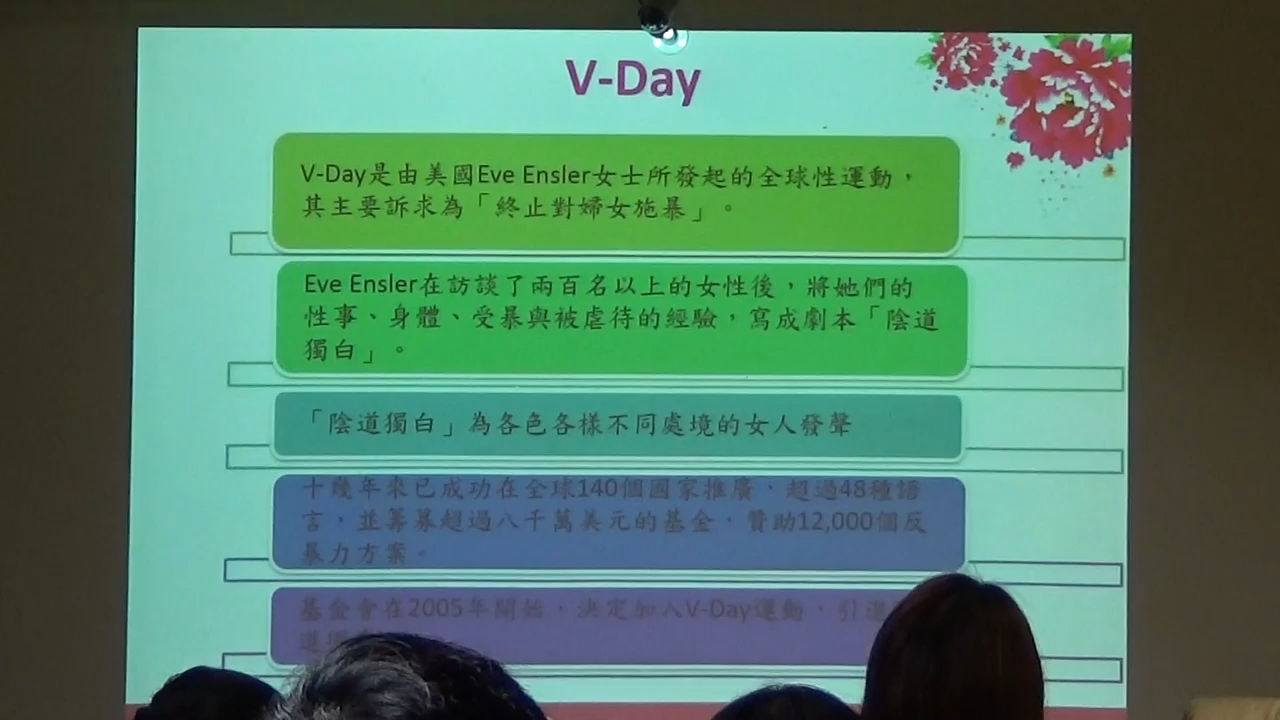 V-Day
V-Day是由美國Eve Ensler女士所發起的全球性運動，
其主要訴求為「終止對婦女施暴」。
Eve Ensler在訪談了兩百名以上的女性後，將她們的
性事、身體、受暴與被虐待的經驗，寫成劇本「陰道
獨白」。
「陰道獨白」為各色各樣不同處境的女人發聲
十幾年來已成功在全球140個國家推廣，超過48種語
言，並籌募超過八千萬美元的基金，贊助12,000個反
暴力方案。
基金會在2005年開始，決定加入V-Day運動，引進
道